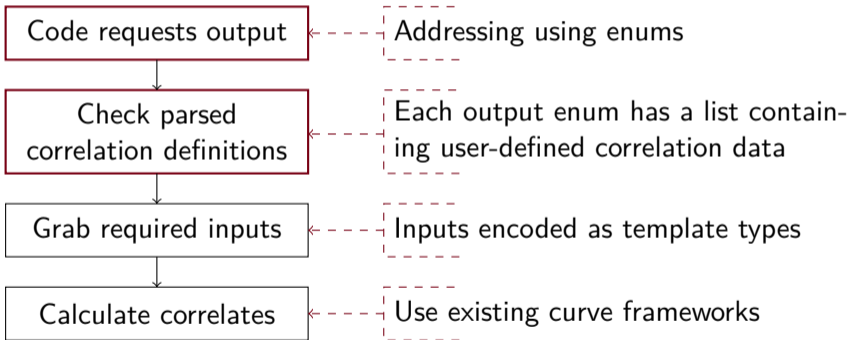 Code requests output
Addressing using enums
Check parsed
correlation definitions
Each output enum has a list contain-
ing user-defined correlation data
Grab required inputs
Inputs encoded as template types
Calculate correlates
Use existing curve frameworks